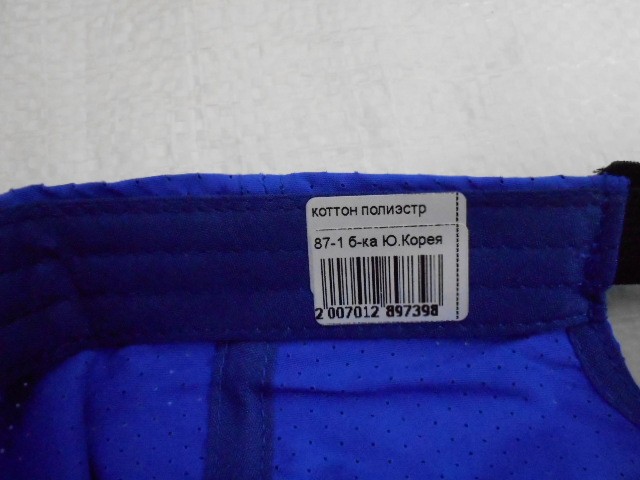 коттон полиэстр
87-1 б-ка Ю.Корея
2 007012 897398